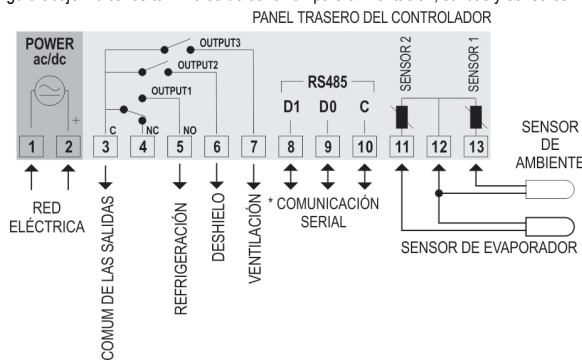 PANEL TRASERO DEL CONTROLADOR
POWER
ac/dc
+
OUTPUT3
OUTPUT2
OUTPUT1
C
NC
NO
RS485
D1
D0
C
SENSOR 2
SENSOR 1
1
2
3
4
5
6
7
8
9
10
11
12
13
RED
ELÉCTRICA
COMUM DE LAS SALIDAS
REFRIGERACIÓN
DESHIELO
VENTILACIÓN
* COMUNICACIÓN
SERIAL
SENSOR
DE
AMBIENTE
SENSOR DE EVAPORADOR